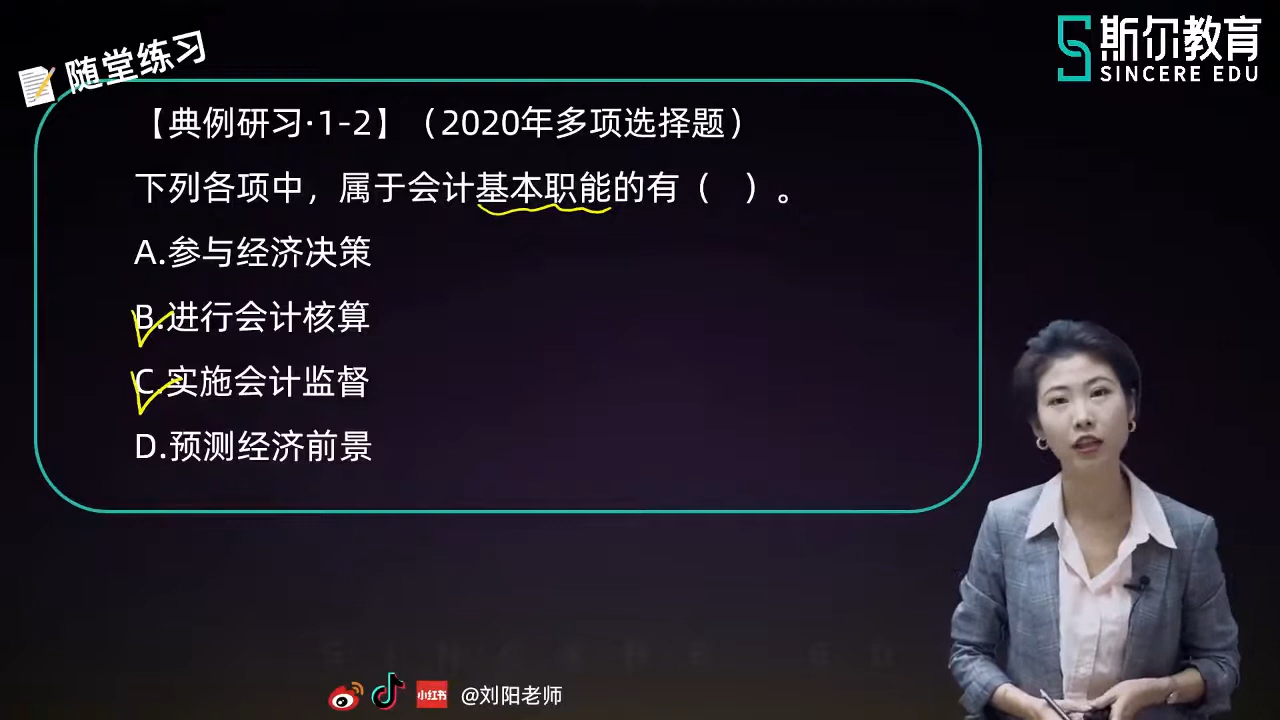 随堂练习
斯尔教育
SINCERE EDU
【典例研习·1-2】（2020年多项选择题）
下列各项中，属于会计基本职能的有（ ）。
A.参与经济决策
B.进行会计核算
C.实施会计监督
D.预测经济前景
SINCERE EDU
小红书 @刘阳老师